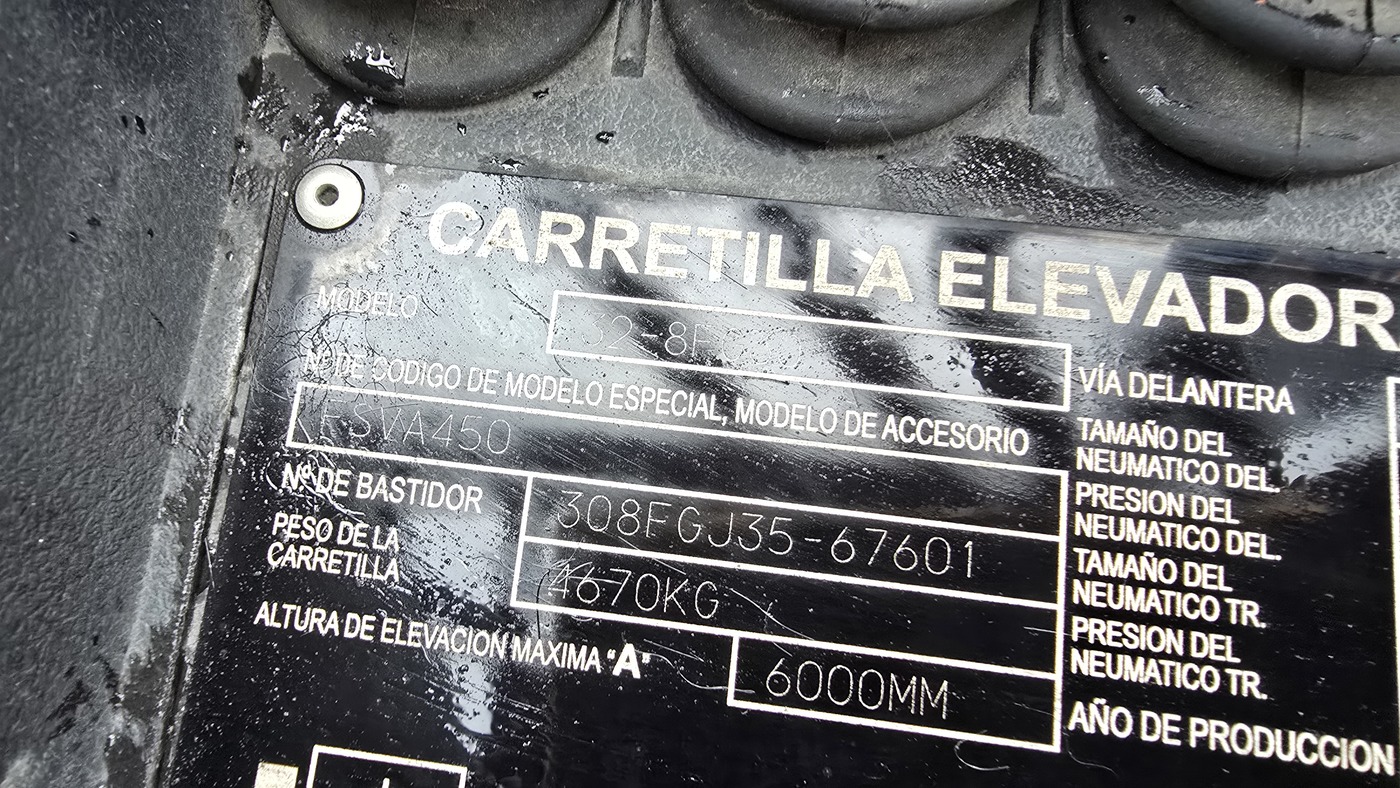 CARRETILLA ELEVADORA
MODELO
Nº DE CODIGO DE MODELO ESPECIAL, MODELO DE ACCESORIO
FSVA450
Nº DE BASTIDOR
308FGJ35-67601
PESO DE LA
CARRETILLA
4670KG
ALTURA DE ELEVACION MAXIMA "A"
6000MM
VÍA DELANTERA
TAMAÑO DEL
NEUMATICO DEL.
PRESION DEL
NEUMATICO DEL.
TAMAÑO DEL
NEUMATICO TR.
PRESION DEL
NEUMATICO TR.
AÑO DE PRODUCCION